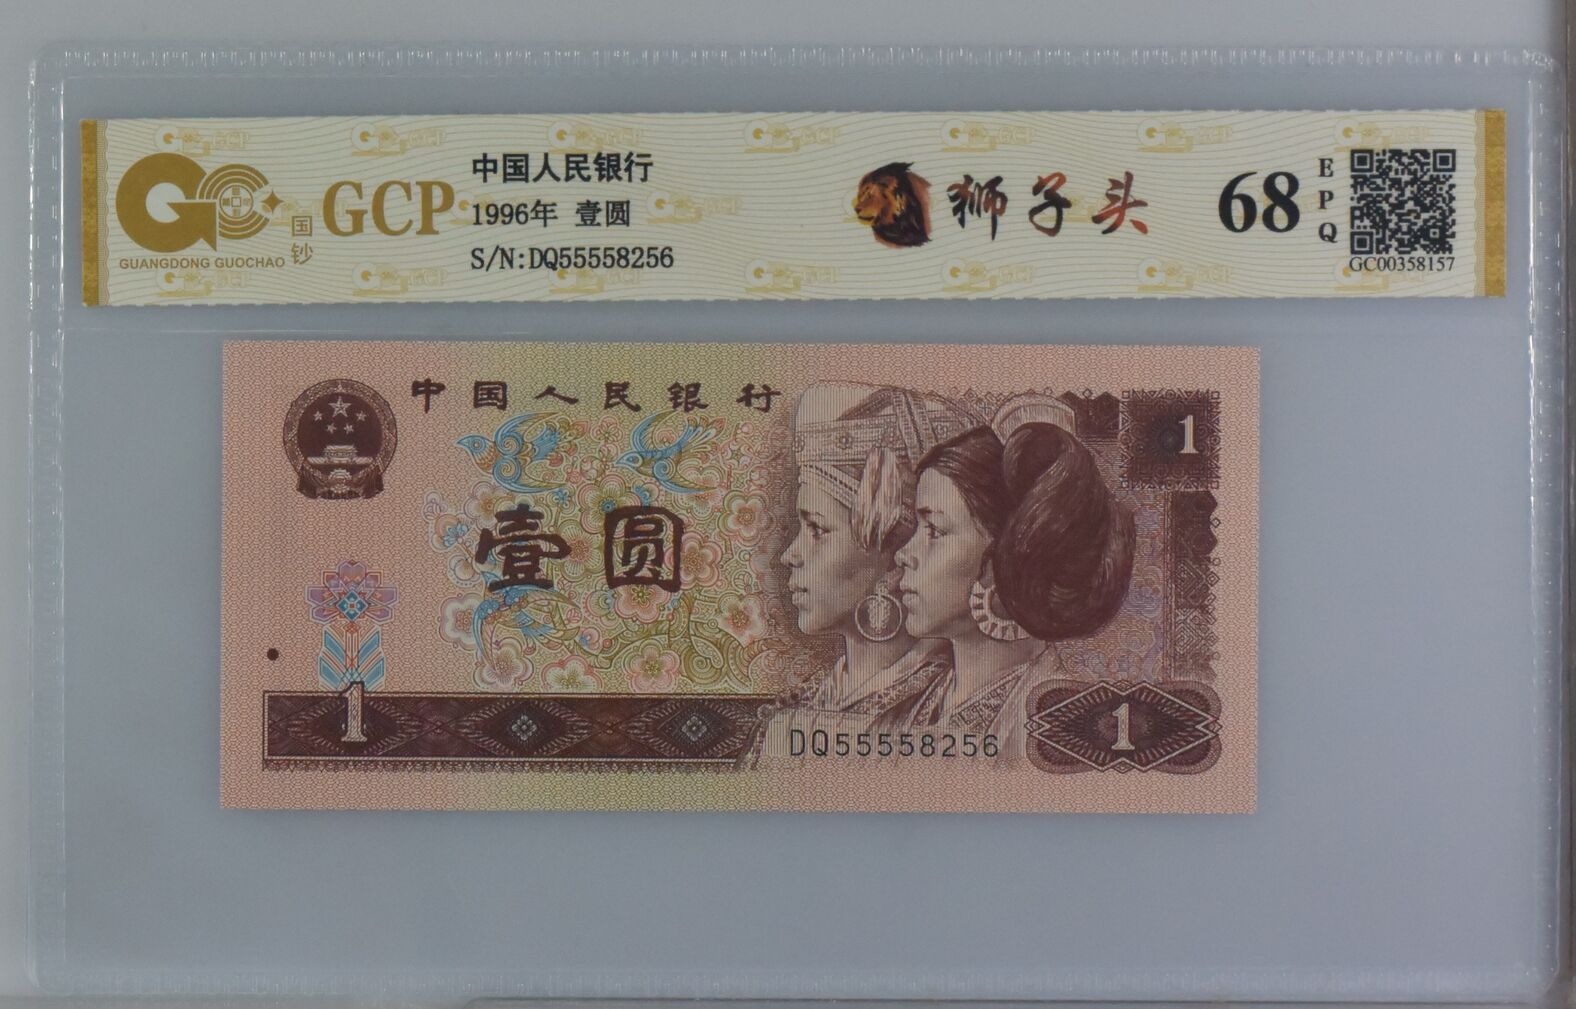 GUANGDONG GUOCHAO
国钞
GCP
中国人民银行
1996年 壹圆
S/N:DQ55558256
狮子头
68
EPQ
GC00358157
中国人民银行
1
壹圆
1
DQ55558256
1